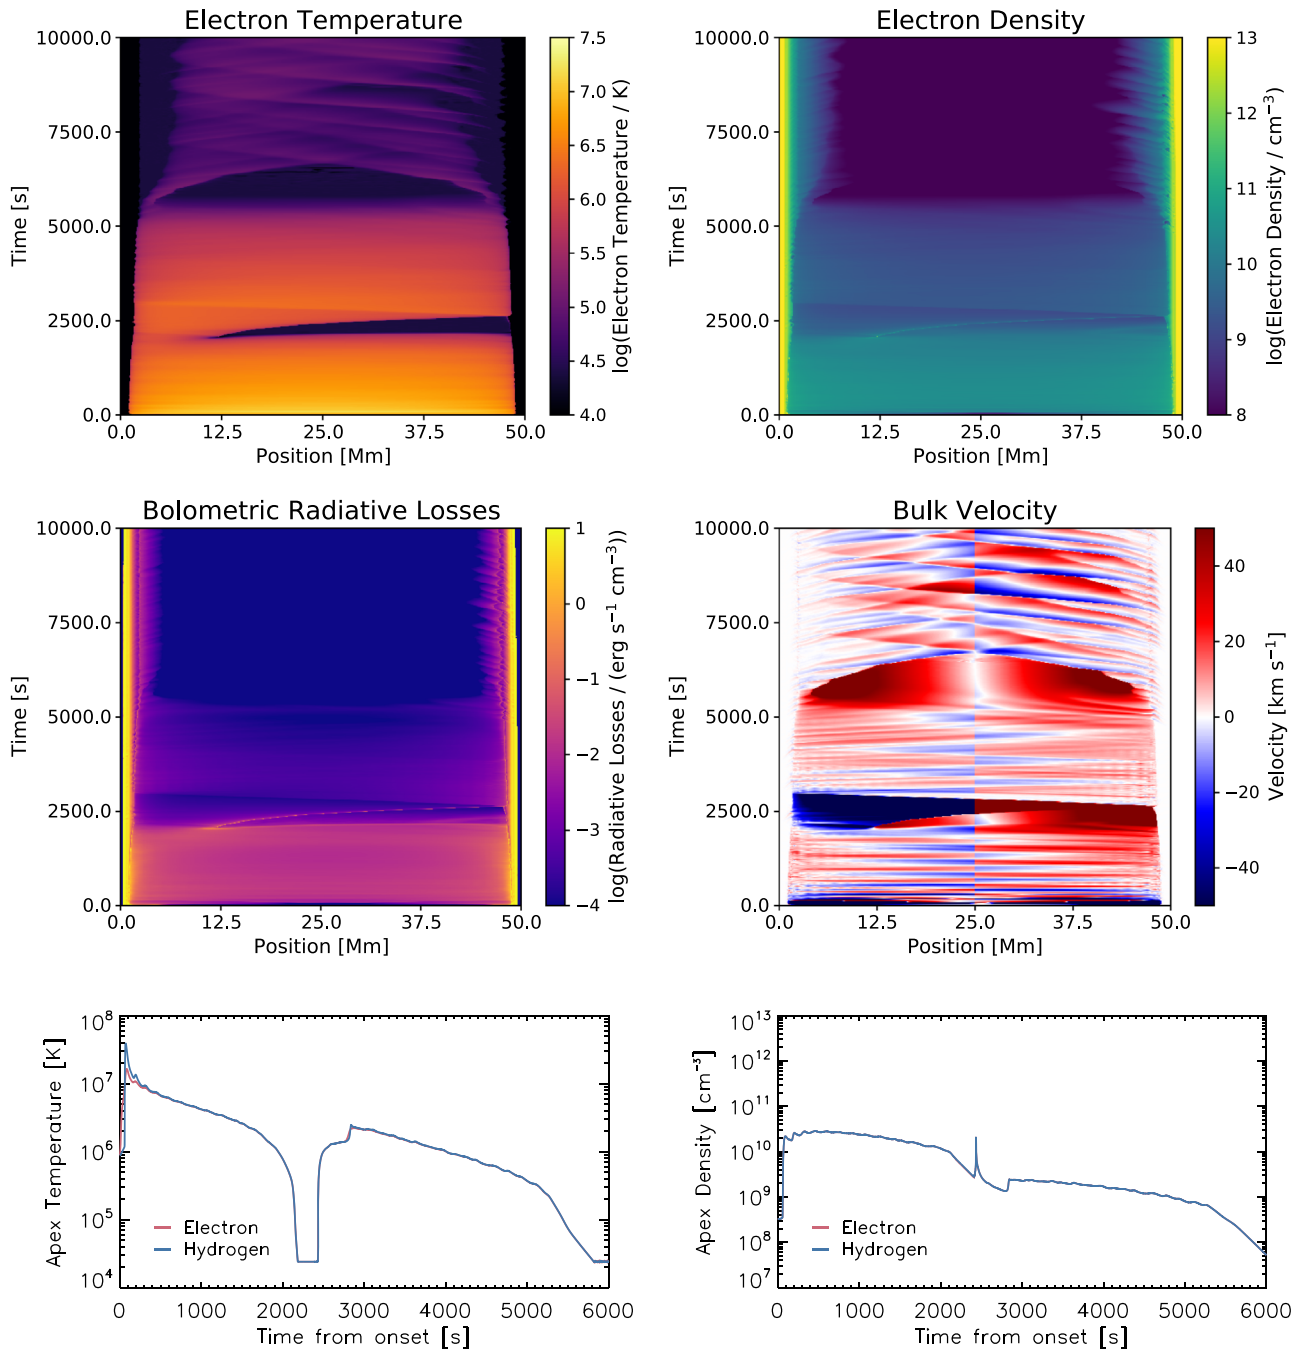 Electron Temperature
10000.0
7500.0
5000.0
2500.0
0.0
Time [s]
0.0 12.5 25.0 37.5 50.0
Position [Mm]
7.5
7.0
6.5
6.0
5.5
5.0
4.5
4.0
log(Electron Temperature / K)
Electron Density
10000.0
7500.0
5000.0
2500.0
0.0
Time [s]
0.0 12.5 25.0 37.5 50.0
Position [Mm]
13
12
11
10
9
8
log(Electron Density / cm⁻³)
Bolometric Radiative Losses
10000.0
7500.0
5000.0
2500.0
0.0
Time [s]
0.0 12.5 25.0 37.5 50.0
Position [Mm]
1
0
−1
−2
−3
−4
log(Radiative Losses / (erg s⁻¹ cm⁻³))
Bulk Velocity
10000.0
7500.0
5000.0
2500.0
0.0
Time [s]
0.0 12.5 25.0 37.5 50.0
Position [Mm]
40
20
0
−20
−40
Velocity [km s⁻¹]
10⁸
10⁷
10⁶
10⁵
10⁴
Apex Temperature [K]
Electron
Hydrogen
0 1000 2000 3000 4000 5000 6000
Time from onset [s]
10¹³
10¹²
10¹¹
10¹⁰
10⁹
10⁸
10⁷
Apex Density [cm⁻³]
Electron
Hydrogen
0 1000 2000 3000 4000 5000 6000
Time from onset [s]